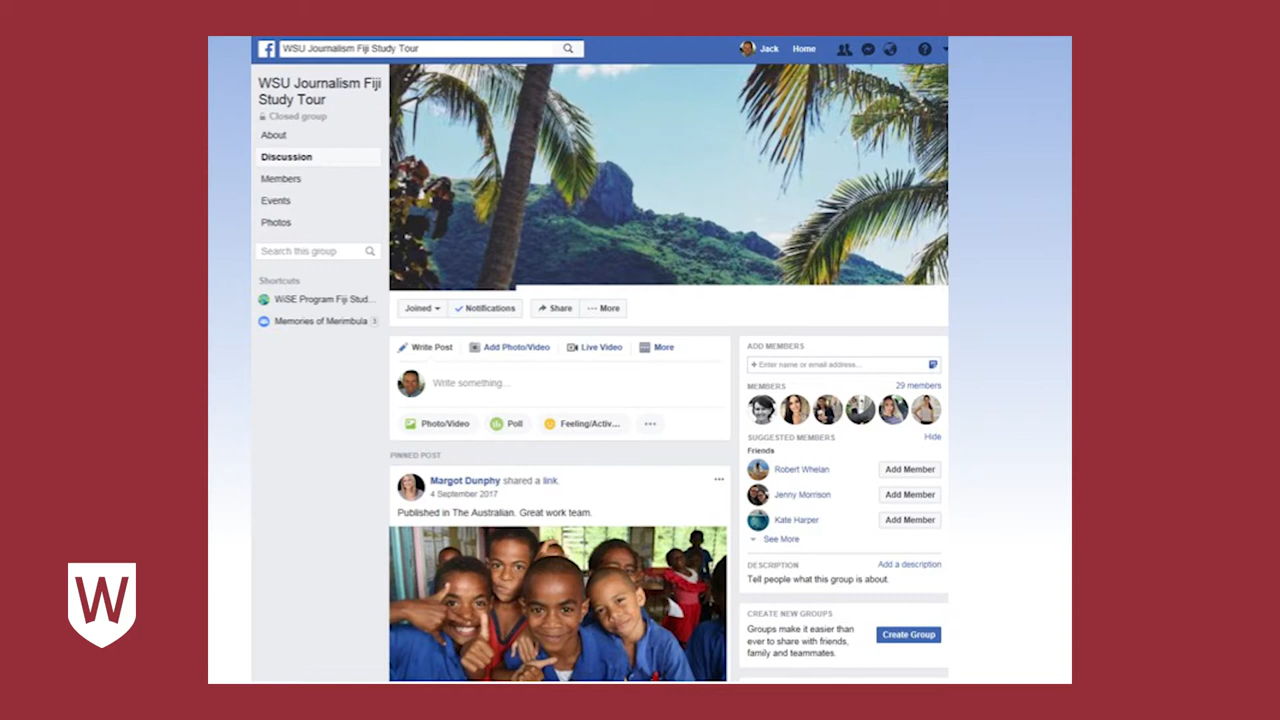 WSU Journalism Fiji Study Tour
Jack Home
WSU Journalism Fiji
Study Tour
Closed group
About
Discussion
Members
Events
Photos
Search this group
Shortcuts
WiSE Program Fiji Stud...
Memories of Merimbula 3
Joined Notifications Share ··· More
Write Post Add Photo/Video Live Video More
Write something...
Photo/Video Poll Feeling/Activ... ···
PINNED POST
Margot Dunphy shared a link.
4 September 2017
Published in The Australian. Great work team.
ADD MEMBERS
+ Enter name or email address...
MEMBERS 29 members
SUGGESTED MEMBERS Hide
Friends
Robert Whelan Add Member
Jenny Morrison Add Member
Kate Harper Add Member
See More
DESCRIPTION Add a description
Tell people what this group is about.
CREATE NEW GROUPS
Groups make it easier than
ever to share with friends,
family and teammates.
Create Group
W